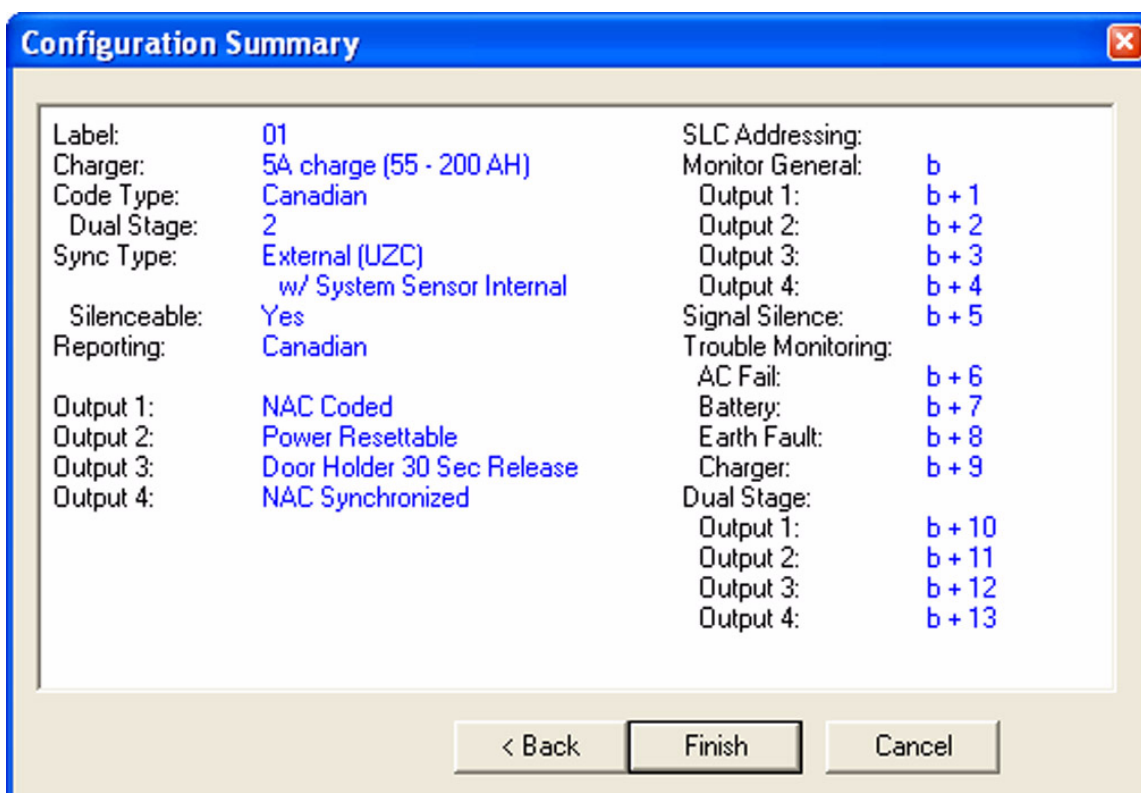 Configuration Summary
Label: 01
Charger: 5A charge (55 - 200 AH)
Code Type: Canadian
Dual Stage: 2
Sync Type: External (UZC)
w/ System Sensor Internal
Silenceable: Yes
Reporting: Canadian
Output 1: NAC Coded
Output 2: Power Resettable
Output 3: Door Holder 30 Sec Release
Output 4: NAC Synchronized
SLC Addressing:
Monitor General: b
Output 1: b + 1
Output 2: b + 2
Output 3: b + 3
Output 4: b + 4
Signal Silence: b + 5
Trouble Monitoring:
AC Fail: b + 6
Battery: b + 7
Earth Fault: b + 8
Charger: b + 9
Dual Stage:
Output 1: b + 10
Output 2: b + 11
Output 3: b + 12
Output 4: b + 13
< Back Finish Cancel